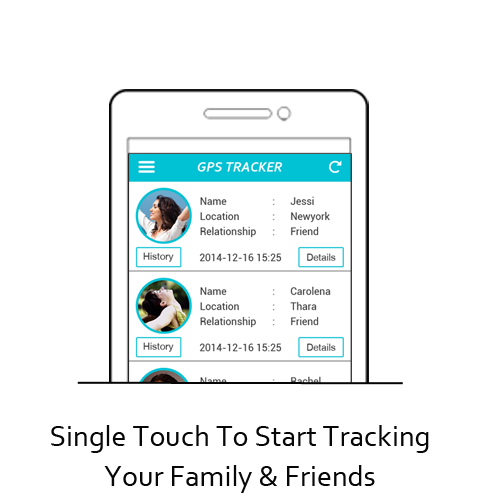 GPS TRACKER
Name : Jessi
Location : Newyork
Relationship : Friend
History 2014-12-16 15:25 Details
Name : Carolena
Location : Thara
Relationship : Friend
History 2014-12-16 15:25 Details
Name : Rachel
Single Touch To Start Tracking
Your Family & Friends